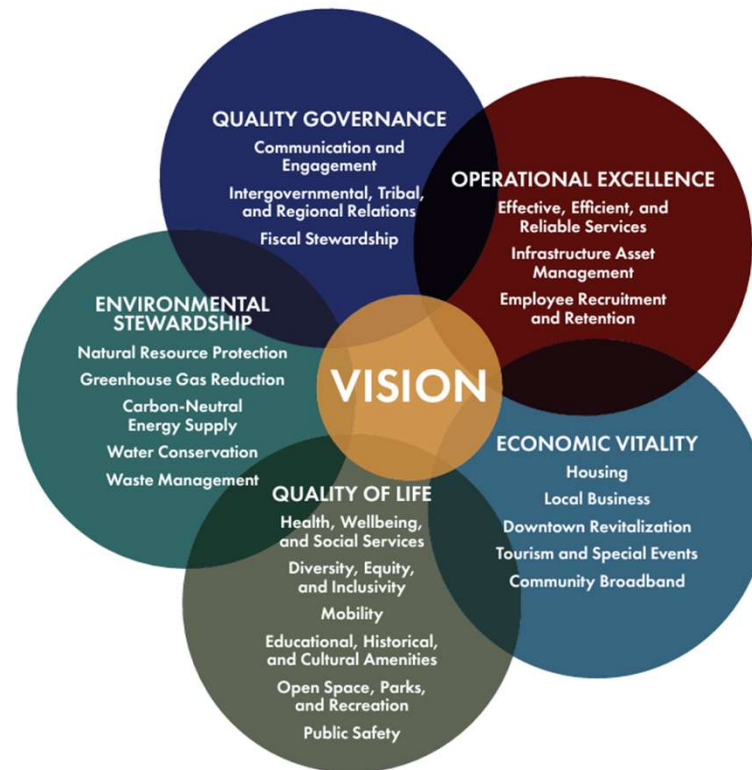 QUALITY GOVERNANCE
Communication and
Engagement
Intergovernmental, Tribal,
and Regional Relations
Fiscal Stewardship
OPERATIONAL EXCELLENCE
Effective, Efficient, and
Reliable Services
Infrastructure Asset
Management
Employee Recruitment
and Retention
ENVIRONMENTAL
STEWARDSHIP
Natural Resource Protection
Greenhouse Gas Reduction
Carbon-Neutral
Energy Supply
Water Conservation
Waste Management
VISION
ECONOMIC VITALITY
Housing
Local Business
Downtown Revitalization
Tourism and Special Events
Community Broadband
QUALITY OF LIFE
Health, Wellbeing,
and Social Services
Diversity, Equity,
and Inclusivity
Mobility
Educational, Historical,
and Cultural Amenities
Open Space, Parks,
and Recreation
Public Safety